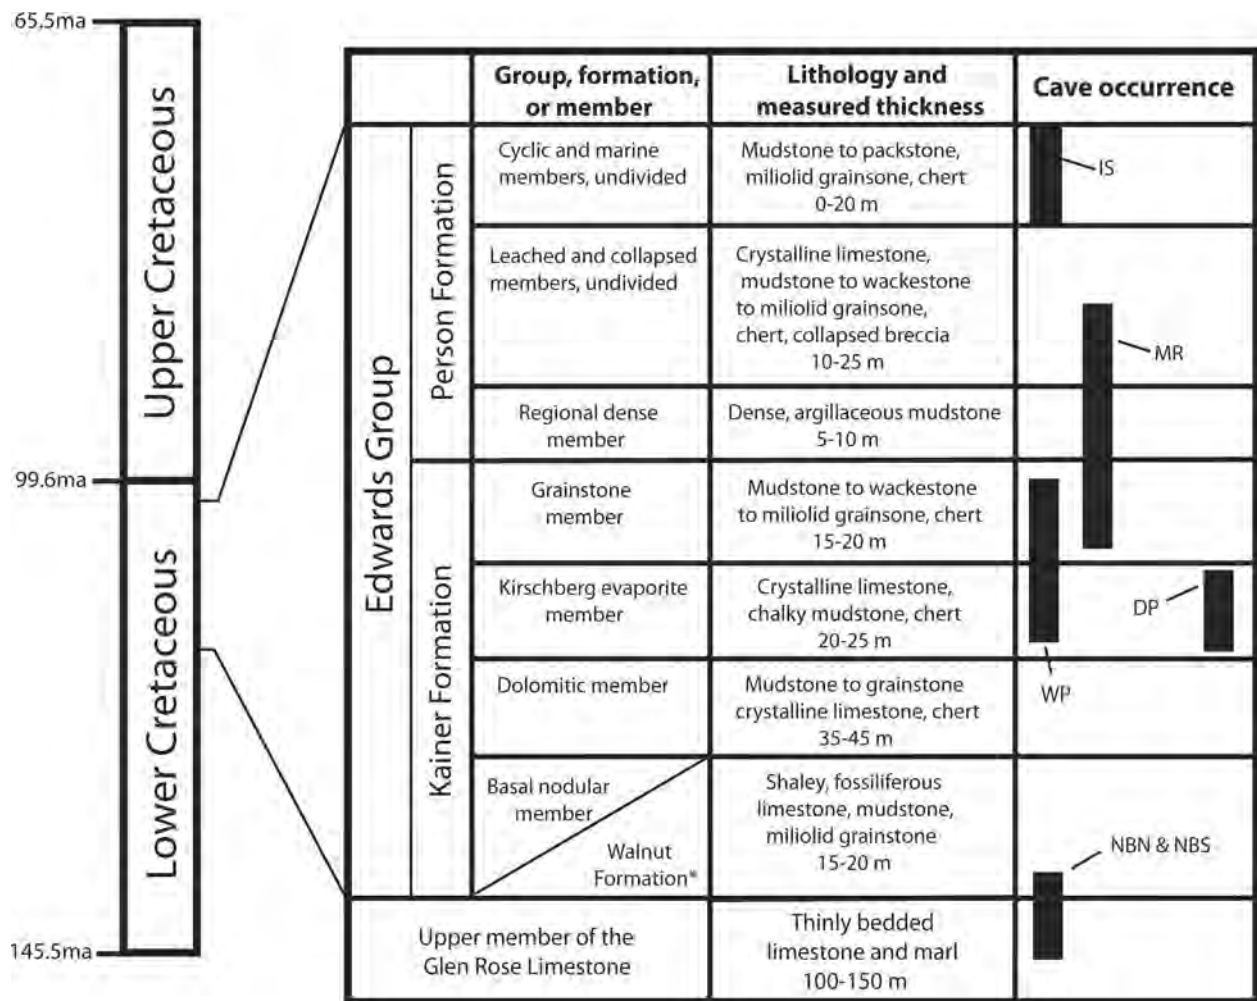 65.5ma
Upper Cretaceous
99.6ma
Lower Cretaceous
145.5ma
Group, formation,
or member
Lithology and
measured thickness
Cave occurrence
Edwards Group
Person Formation
Cyclic and marine
members, undivided
Mudstone to packstone,
miliolid grainsone, chert
0-20 m
IS
Leached and collapsed
members, undivided
Crystalline limestone,
mudstone to wackestone
to miliolid grainsone,
chert, collapsed breccia
10-25 m
MR
Regional dense
member
Dense, argillaceous mudstone
5-10 m
Kainer Formation
Grainstone
member
Mudstone to wackestone
to miliolid grainsone, chert
15-20 m
Kirschberg evaporite
member
Crystalline limestone,
chalky mudstone, chert
20-25 m
DP
WP
Dolomitic member
Mudstone to grainstone
crystalline limestone, chert
35-45 m
Basal nodular
member
Walnut
Formation*
Shaley, fossiliferous
limestone, mudstone,
miliolid grainstone
15-20 m
NBN & NBS
Upper member of the
Glen Rose Limestone
Thinly bedded
limestone and marl
100-150 m